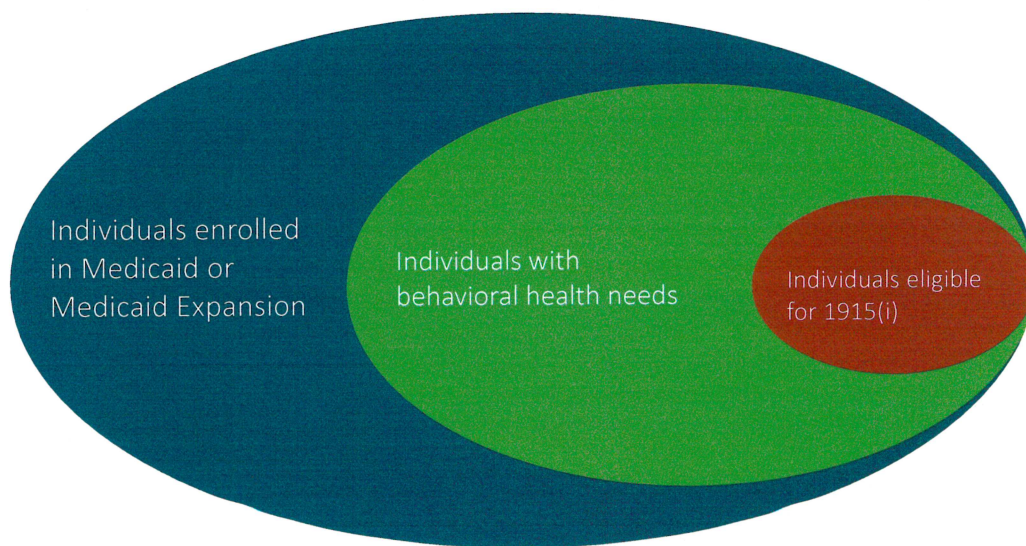 Individuals enrolled
in Medicaid or
Medicaid Expansion
Individuals with
behavioral health needs
Individuals eligible
for 1915(i)